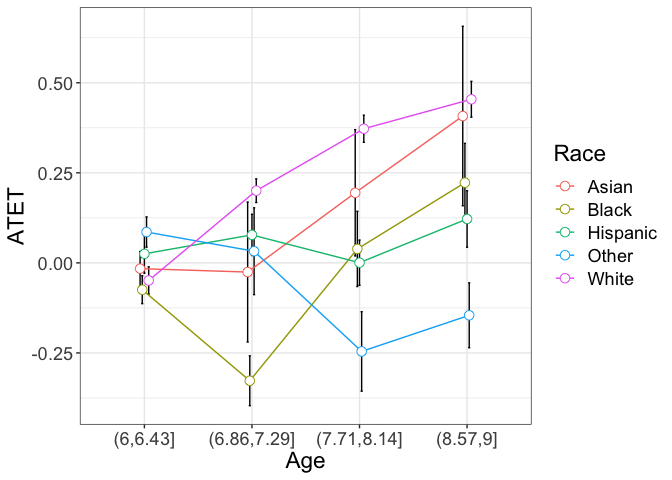 ATET
0.50
0.25
0.00
-0.25
(6,6.43]
(6.86,7.29]
(7.71,8.14]
(8.57,9]
Age
Race
Asian
Black
Hispanic
Other
White